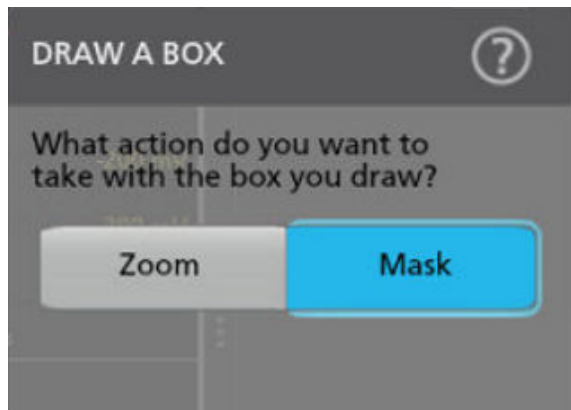 DRAW A BOX
?
What action do you want to
take with the box you draw?
Zoom
Mask